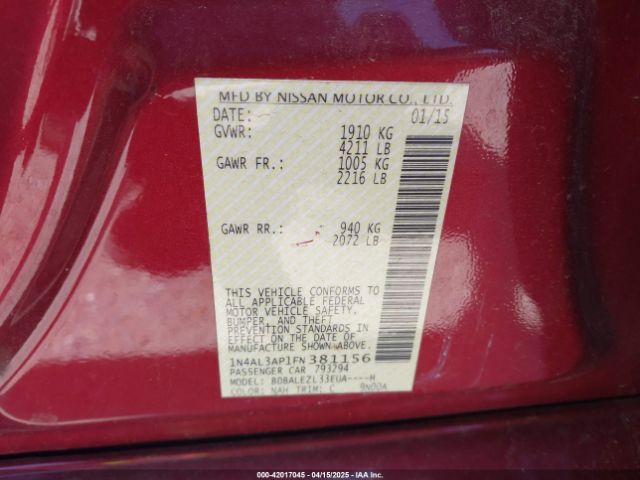 MFD BY NISSAN MOTOR CO., LTD.
DATE: 01/15
GVWR: 1910 KG
4211 LB
GAWR FR.: 1005 KG
2216 LB
GAWR RR.: 940 KG
2072 LB
THIS VEHICLE CONFORMS TO
ALL APPLICABLE FEDERAL
MOTOR VEHICLE SAFETY,
BUMPER, AND THEFT
PREVENTION STANDARDS IN
EFFECT ON THE DATE OF
MANUFACTURE SHOWN ABOVE.
1N4AL3AP1FN381156
PASSENGER CAR 793294
MODEL: BDBALEZL33EUA----H
COLOR: NAH TRIM: C 9N00A
000-42017045 - 04/15/2025 - IAA Inc.